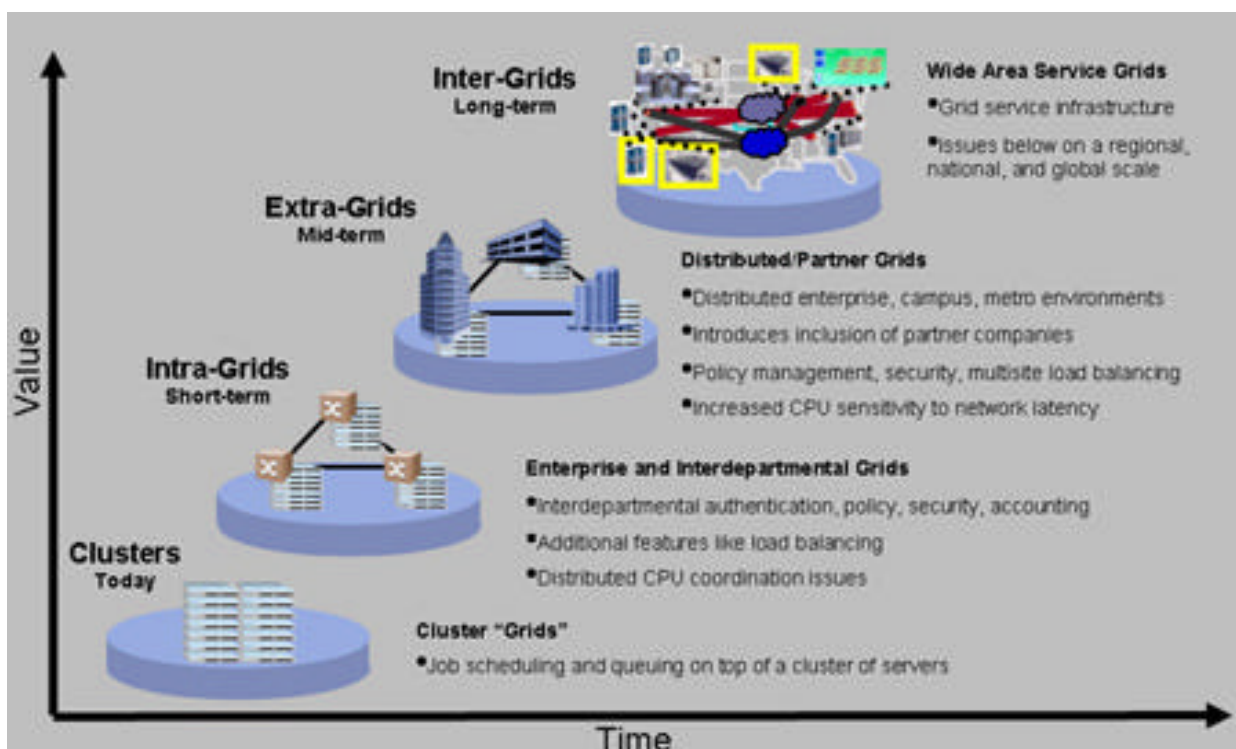 Inter-Grids
Long-term
Wide Area Service Grids
▪Grid service infrastructure
▪Issues below on a regional,
national, and global scale
Extra-Grids
Mid-term
Distributed/Partner Grids
▪Distributed enterprise, campus, metro environments
▪Introduces inclusion of partner companies
▪Policy management, security, multisite load balancing
▪Increased CPU sensitivity to network latency
Intra-Grids
Short-term
Enterprise and Interdepartmental Grids
▪Interdepartmental authentication, policy, security, accounting
▪Additional features like load balancing
▪Distributed CPU coordination issues
Clusters
Today
Cluster “Grids”
▪Job scheduling and queuing on top of a cluster of servers
Value
Time